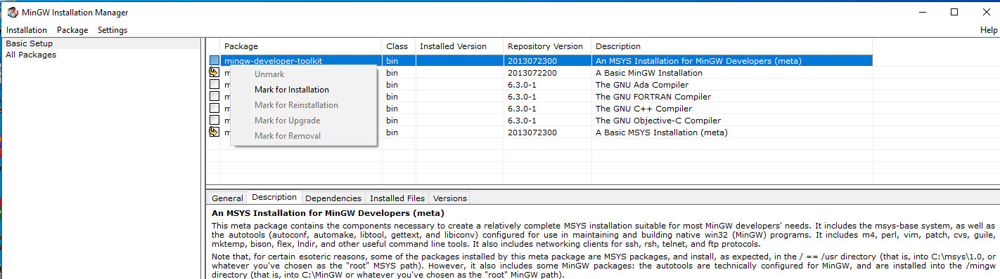 MinGW Installation Manager
Installation Package Settings Help
Basic Setup
All Packages
Package Class Installed Version Repository Version Description
mingw-developer-toolkit bin 2013072300 An MSYS Installation for MinGW Developers (meta)
m bin 2013072200 A Basic MinGW Installation
m bin 6.3.0-1 The GNU Ada Compiler
m bin 6.3.0-1 The GNU FORTRAN Compiler
m bin 6.3.0-1 The GNU C++ Compiler
m bin 6.3.0-1 The GNU Objective-C Compiler
m bin 2013072300 A Basic MSYS Installation (meta)
Unmark
Mark for Installation
Mark for Reinstallation
Mark for Upgrade
Mark for Removal
General Description Dependencies Installed Files Versions
An MSYS Installation for MinGW Developers (meta)
This meta package contains the components necessary to create a relatively complete MSYS installation suitable for most MinGW developers' needs. It includes the msys-base system, as well as
the autotools (autoconf, automake, libtool, gettext, and libiconv) configured for use in maintaining and building native win32 (MinGW) programs. It includes m4, perl, vim, patch, cvs, guile,
mktemp, bison, flex, lndir, and other useful command line tools. It also includes networking clients for ssh, rsh, telnet, and ftp protocols.
Note that, for certain esoteric reasons, some of the packages installed by this meta package are MSYS packages, and install, as expected, in the / == /usr directory (that is, into C:\msys\1.0, or
whatever you've chosen as the "root" MSYS path). However, it also includes some MinGW packages: the autotools are technically configured for MinGW, and are installed into the /mingw
directory (that is, into C:\MinGW or whatever you've chosen as the "root" MinGW path).